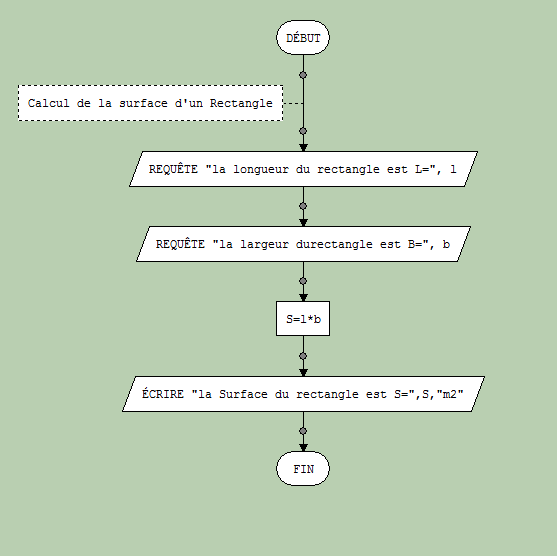 DÉBUT
Calcul de la surface d'un Rectangle
REQUÊTE "la longueur du rectangle est L=", l
REQUÊTE "la largeur durectangle est B=", b
S=l*b
ÉCRIRE "la Surface du rectangle est S=",S,"m2"
FIN